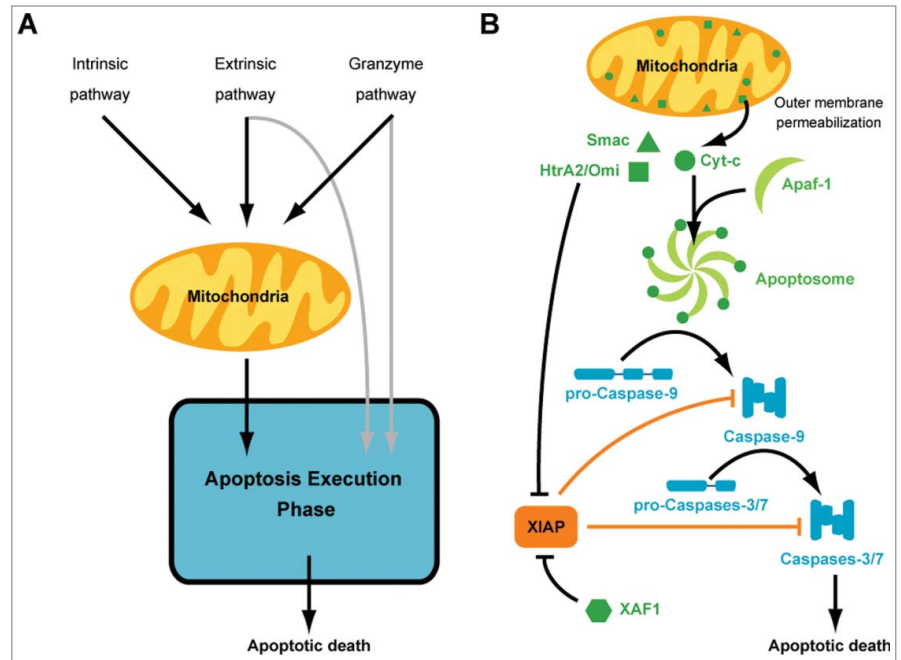 A
Intrinsic
pathway
Extrinsic
pathway
Granzyme
pathway
Mitochondria
Apoptosis Execution
Phase
Apoptotic death
B
Mitochondria
Outer membrane
permeabilization
Smac
HtrA2/Omi
Cyt-c
Apaf-1
Apoptosome
pro-Caspase-9
Caspase-9
pro-Caspases-3/7
XIAP
Caspases-3/7
XAF1
Apoptotic death